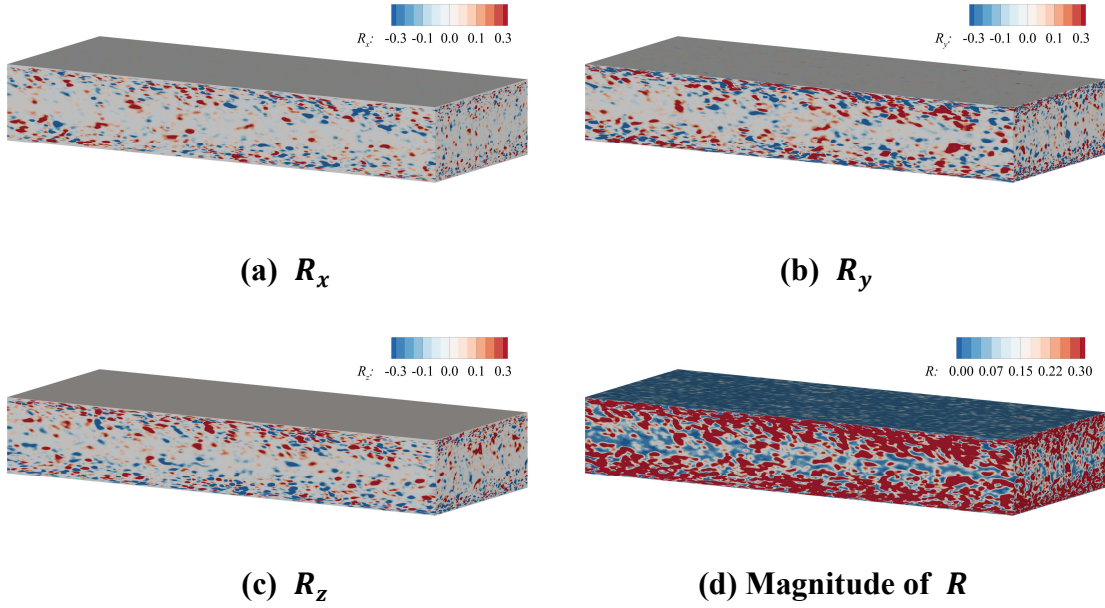 Rₓ: -0.3 -0.1 0.0 0.1 0.3
R_y: -0.3 -0.1 0.0 0.1 0.3
(a) Rₓ
(b) R_y
R_z: -0.3 -0.1 0.0 0.1 0.3
R: 0.00 0.07 0.15 0.22 0.30
(c) R_z
(d) Magnitude of R